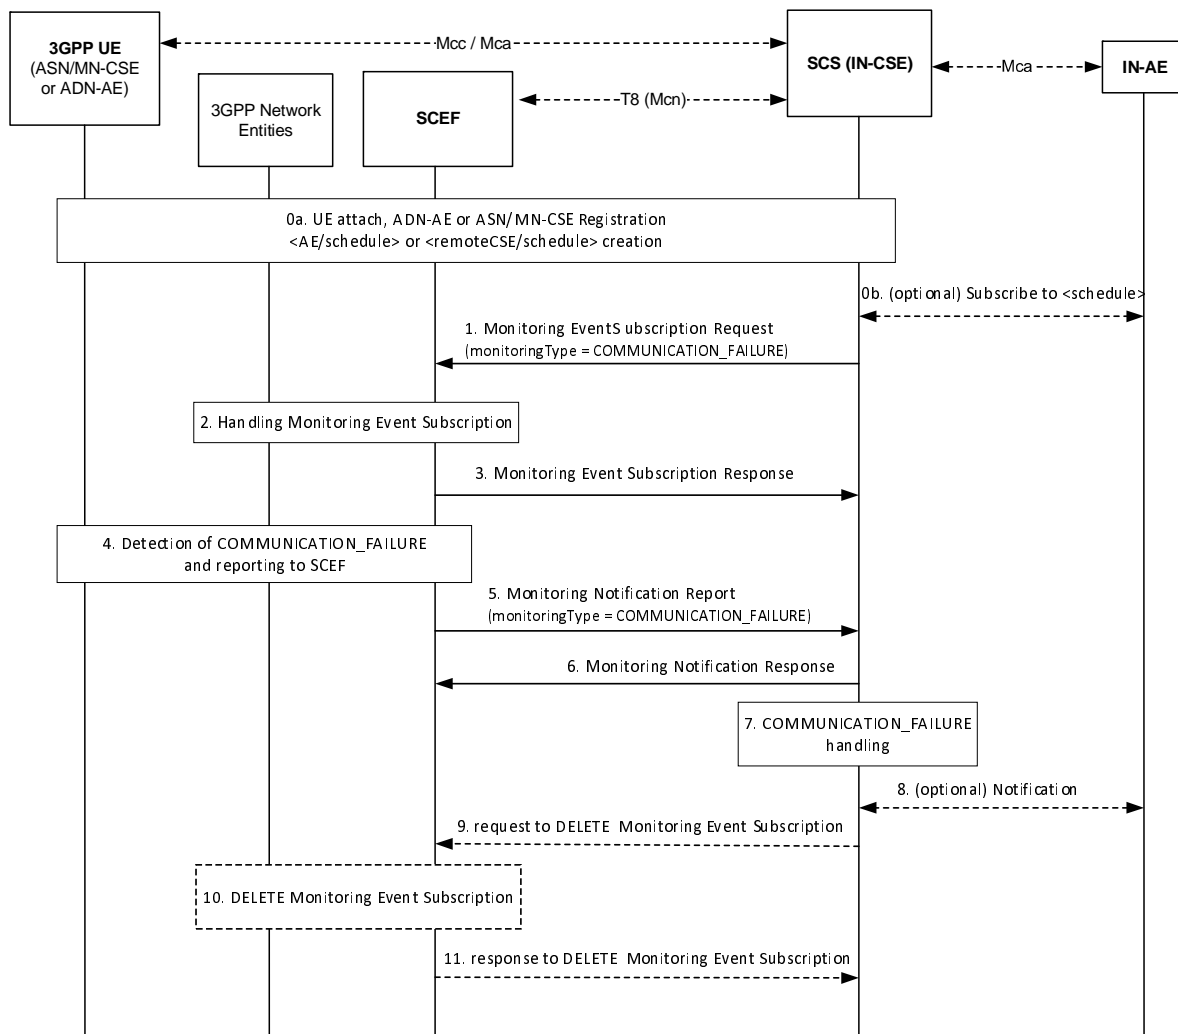 3GPP UE
(ASN/MN-CSE
or ADN-AE)
Mcc / Mca
SCS (IN-CSE)
Mca
IN-AE
3GPP Network
Entities
SCEF
T8 (Mcn)
0a. UE attach, ADN-AE or ASN/MN-CSE Registration
<AE/schedule> or <remoteCSE/schedule> creation
0b. (optional) Subscribe to <schedule>
1. Monitoring EventS ubscription Request
(monitoringType = COMMUNICATION_FAILURE)
2. Handling Monitoring Event Subscription
3. Monitoring Event Subscription Response
4. Detection of COMMUNICATION_FAILURE
and reporting to SCEF
5. Monitoring Notification Report
(monitoringType = COMMUNICATION_FAILURE)
6. Monitoring Notification Response
7. COMMUNICATION_FAILURE
handling
8. (optional) Notification
9. request to DELETE Monitoring Event Subscription
10. DELETE Monitoring Event Subscription
11. response to DELETE Monitoring Event Subscription